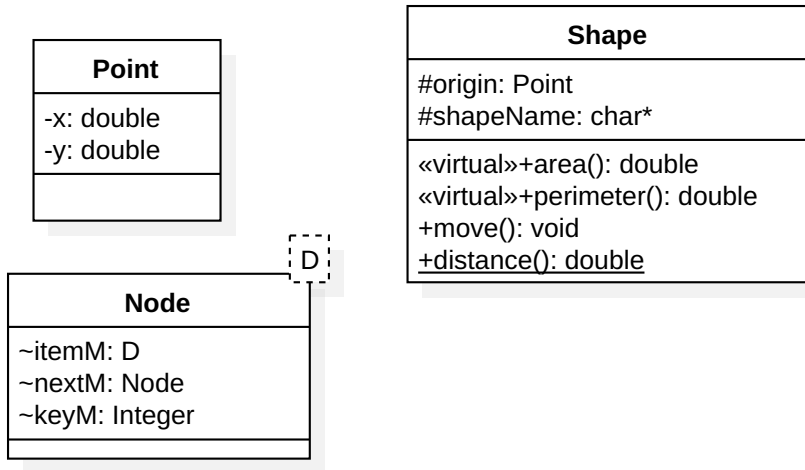 Point
-x: double
-y: double
Shape
#origin: Point
#shapeName: char*
«virtual»+area(): double
«virtual»+perimeter(): double
+move(): void
+distance(): double
D
Node
~itemM: D
~nextM: Node
~keyM: Integer